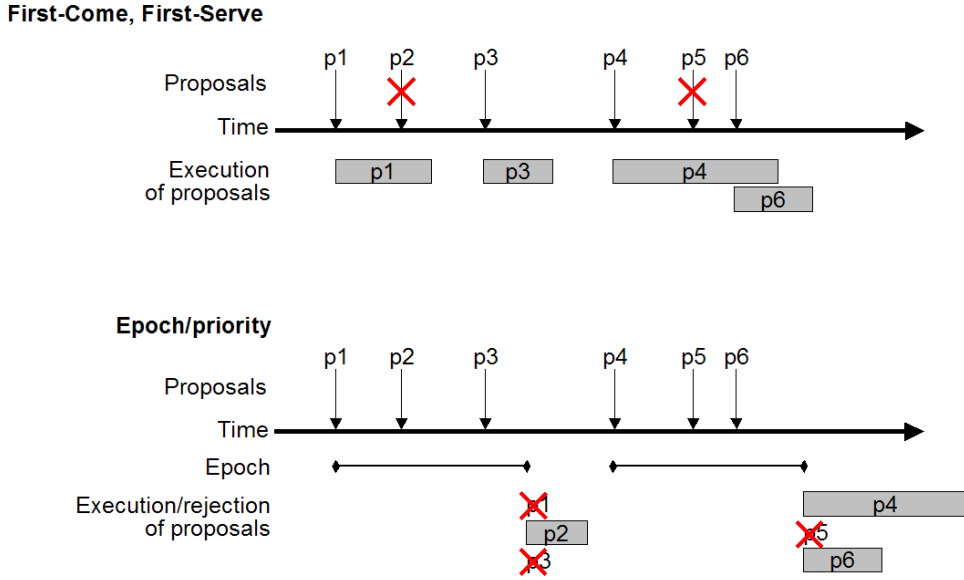 First-Come, First-Serve
p1 p2 p3 p4 p5 p6
Proposals
Time
Execution
of proposals
p1 p3 p4
p6
Epoch/priority
p1 p2 p3 p4 p5 p6
Proposals
Time
Epoch
Execution/rejection
of proposals
p1 p4
p2 p5
p3 p6